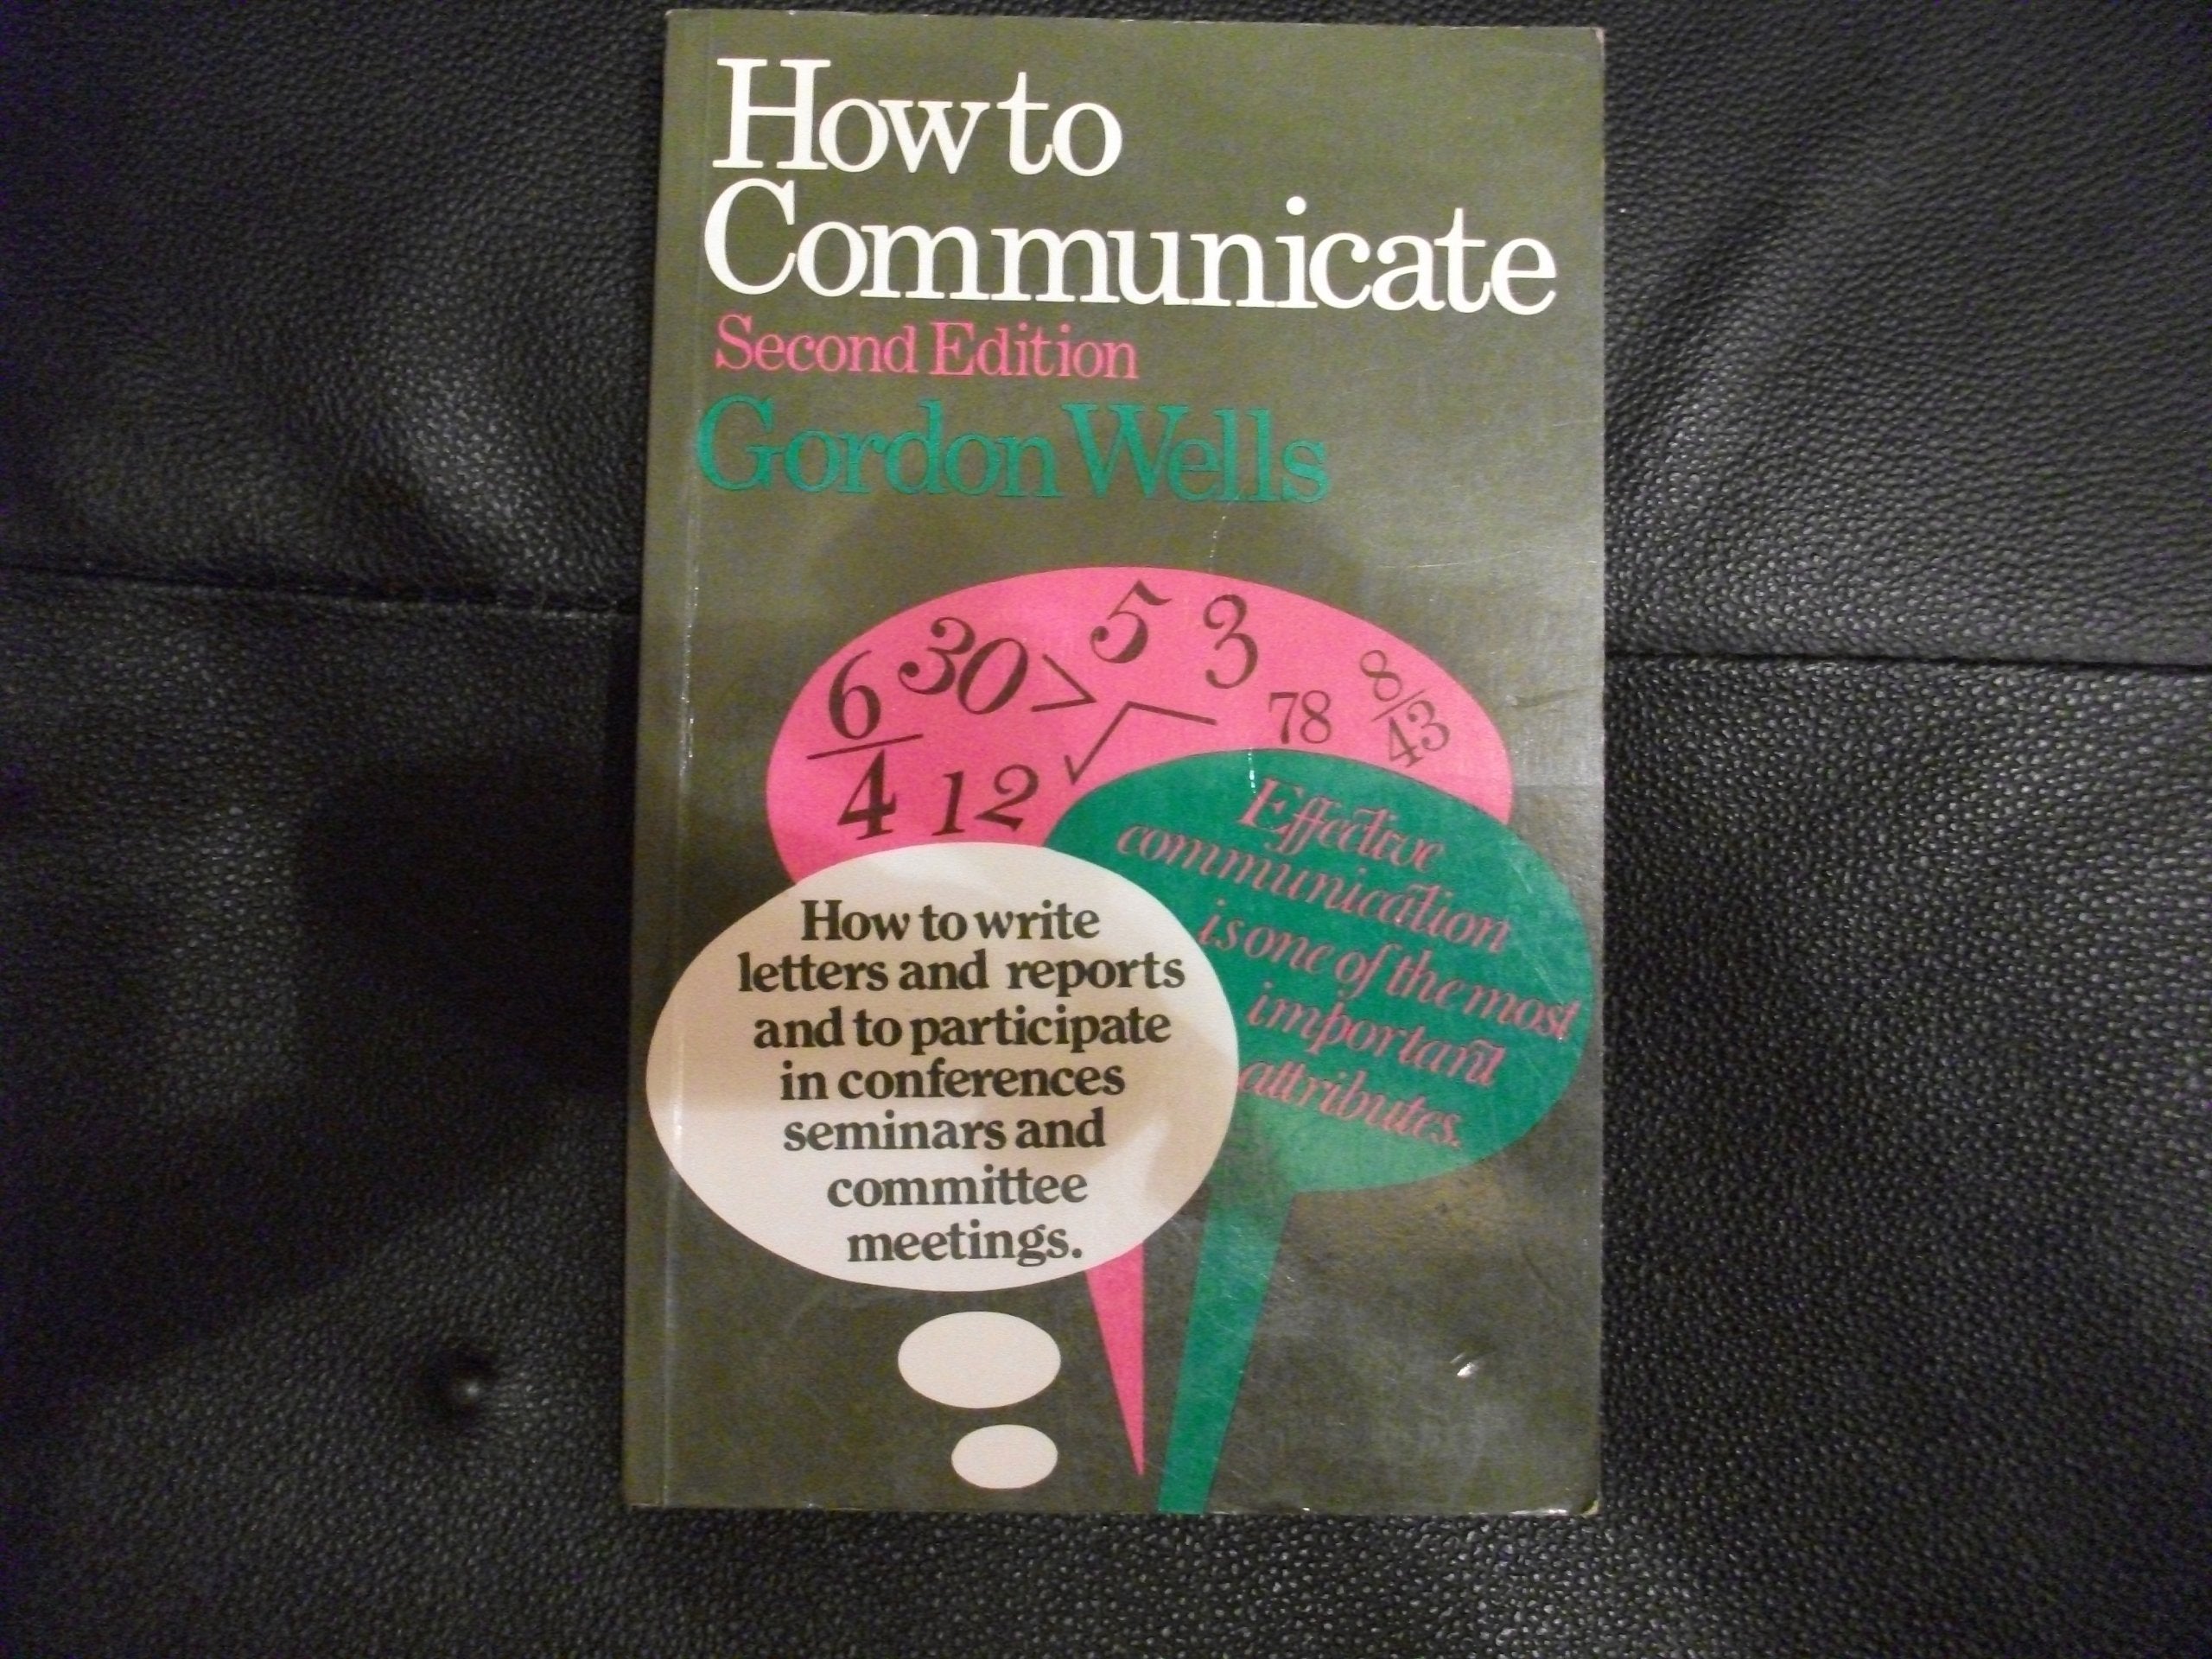 How to
Communicate
Second Edition
Gordon Wells
6/4 30 > 5 3 78 8/43
12 √
Effective
communication
is one of the most
important
attributes.
How to write
letters and reports
and to participate
in conferences
seminars and
committee
meetings.